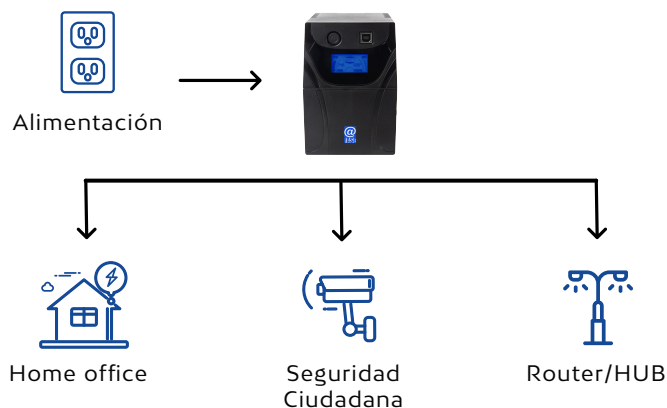 Alimentación
@
Home office
Seguridad
Ciudadana
Router/HUB